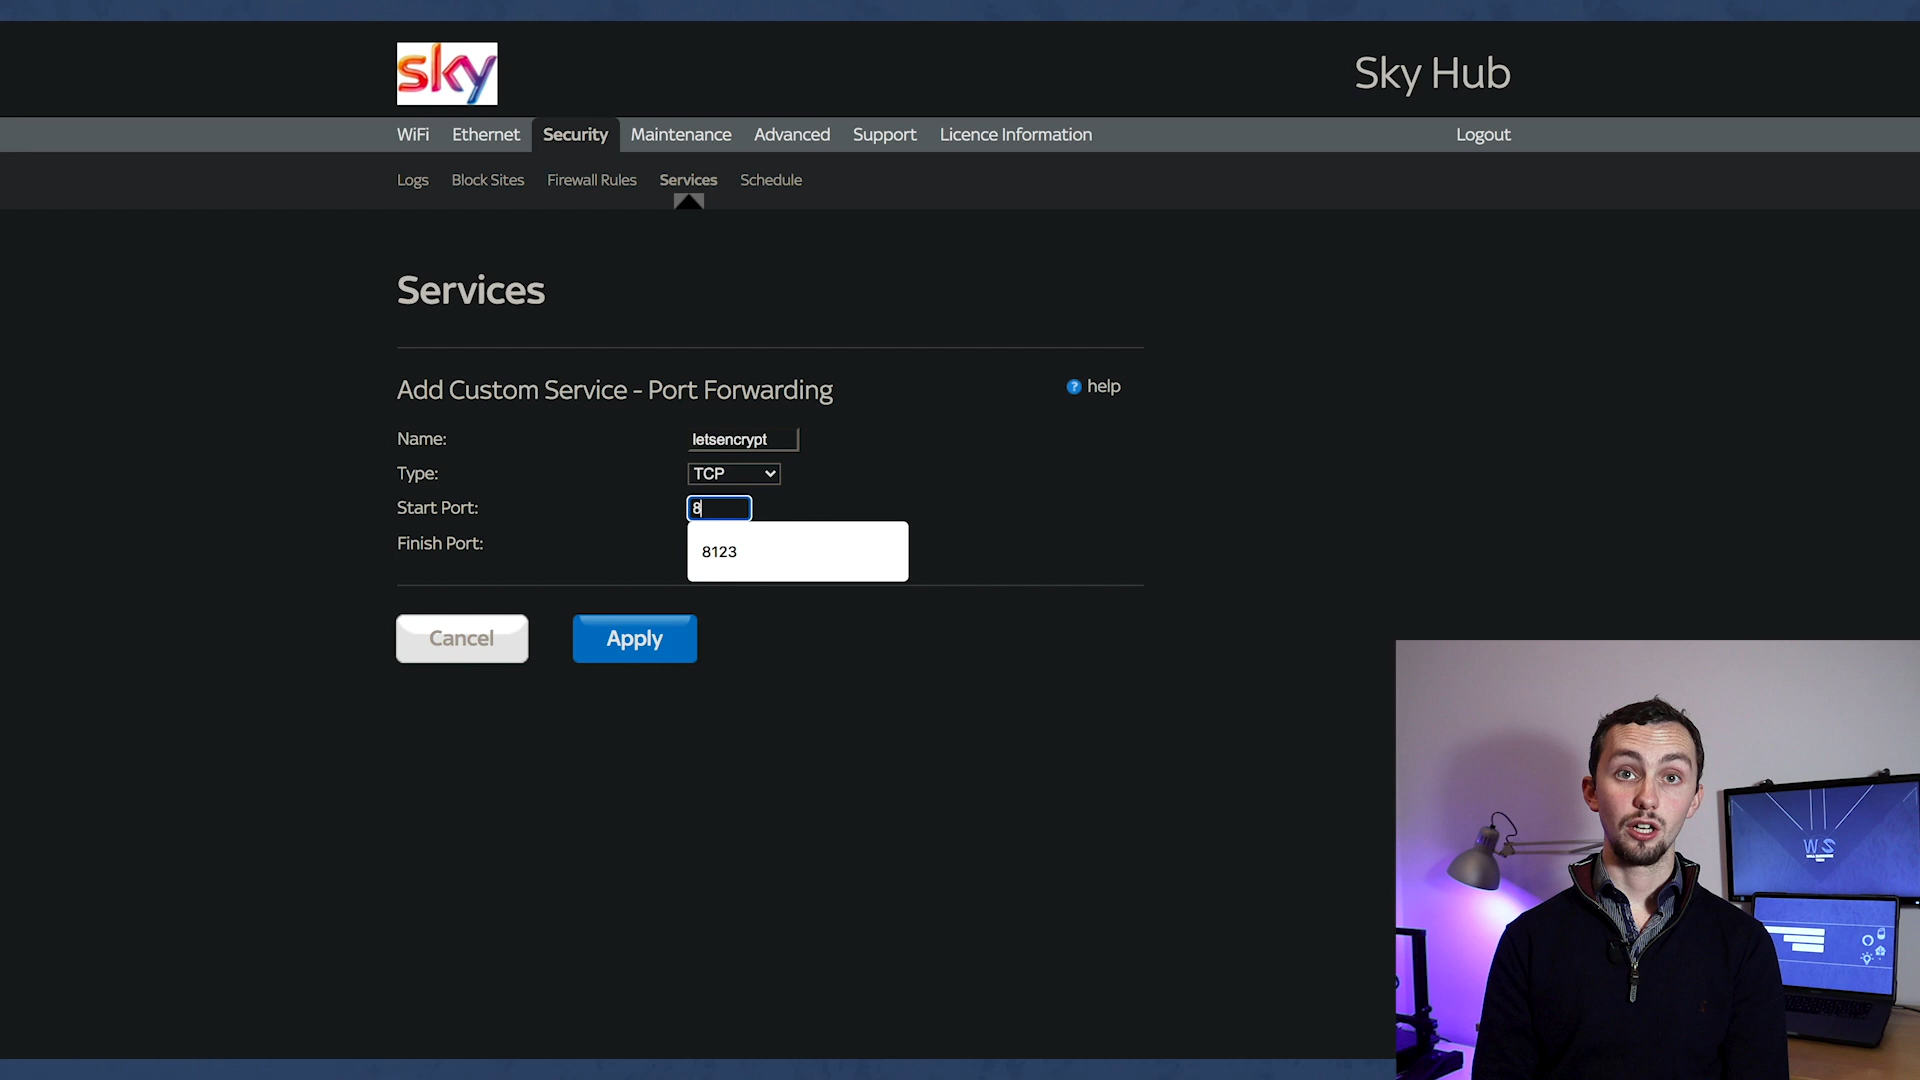 sky
Sky Hub
WiFi Ethernet Security Maintenance Advanced Support Licence Information Logout
Logs Block Sites Firewall Rules Services Schedule
Services
Add Custom Service - Port Forwarding
? help
Name: letsencrypt
Type: TCP
Start Port: 8
8123
Finish Port:
Cancel Apply
WS